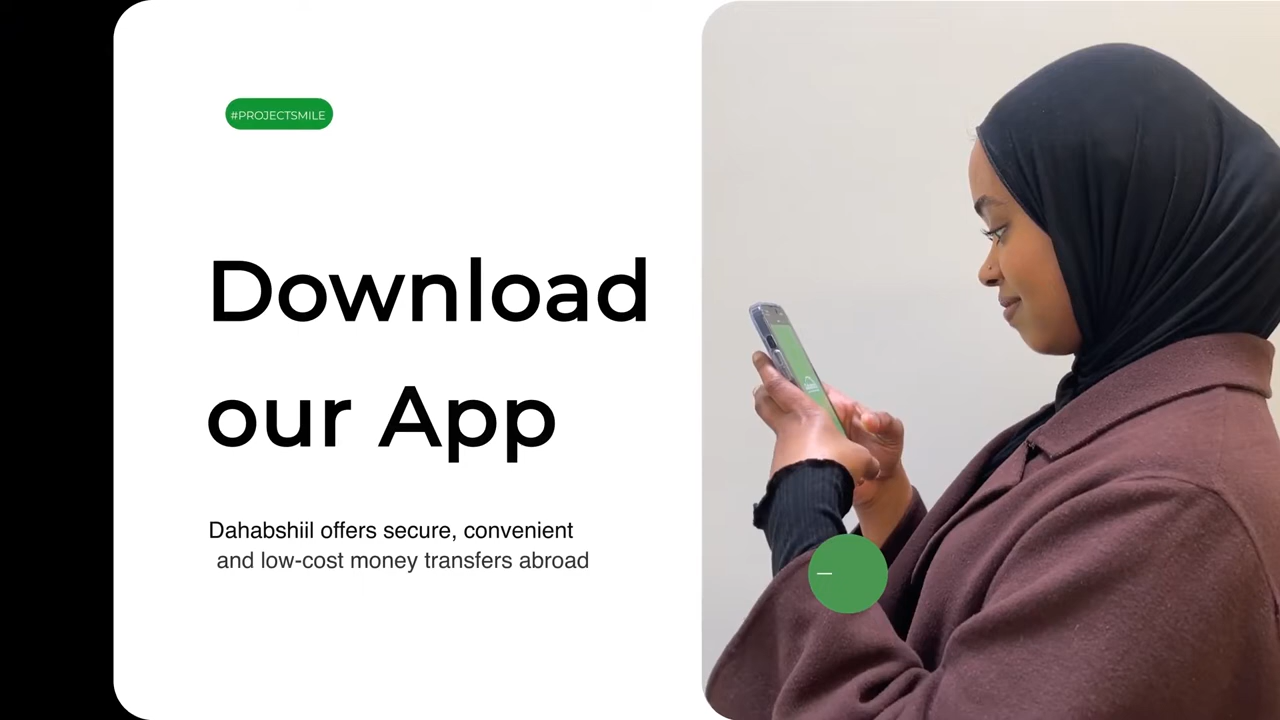 #PROJECTSMILE
Download
our App
Dahabshiil offers secure, convenient
and low-cost money transfers abroad